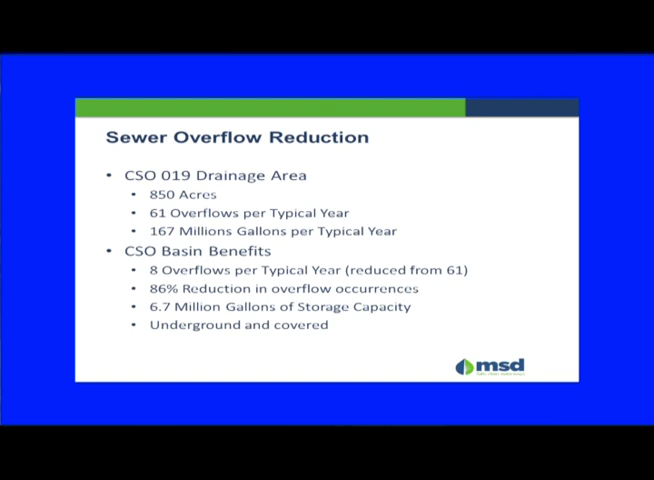 Sewer Overflow Reduction
• CSO 019 Drainage Area
• 850 Acres
• 61 Overflows per Typical Year
• 167 Millions Gallons per Typical Year
• CSO Basin Benefits
• 8 Overflows per Typical Year (reduced from 61)
• 86% Reduction in overflow occurrences
• 6.7 Million Gallons of Storage Capacity
• Underground and covered
msd